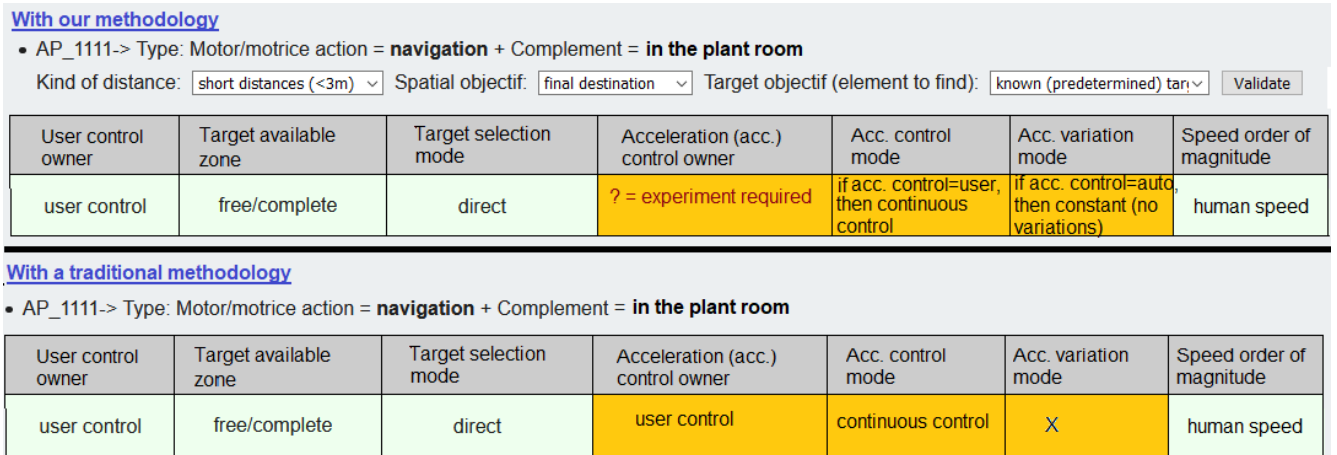 With our methodology
• AP_1111-> Type: Motor/motrice action = navigation + Complement = in the plant room
Kind of distance: short distances (<3m) Spatial objectif: final destination Target objectif (element to find): known (predetermined) targ Validate
User control owner Target available zone Target selection mode Acceleration (acc.) control owner Acc. control mode Acc. variation mode Speed order of magnitude
user control free/complete direct ? = experiment required if acc. control=user, then continuous control if acc. control=auto, then constant (no variations) human speed
With a traditional methodology
• AP_1111-> Type: Motor/motrice action = navigation + Complement = in the plant room
User control owner Target available zone Target selection mode Acceleration (acc.) control owner Acc. control mode Acc. variation mode Speed order of magnitude
user control free/complete direct user control continuous control X human speed